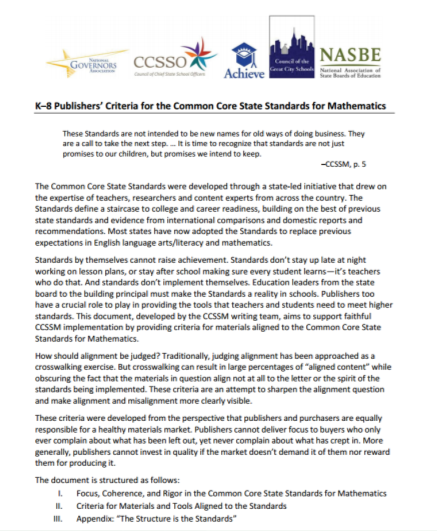 NATIONAL
GOVERNORS
ASSOCIATION
CCSSO
Council of Chief State School Officers
Achieve
Council of the
Great City Schools
NASBE
National Association of
State Boards of Education
K–8 Publishers’ Criteria for the Common Core State Standards for Mathematics
These Standards are not intended to be new names for old ways of doing business. They
are a call to take the next step. … It is time to recognize that standards are not just
promises to our children, but promises we intend to keep.
—CCSSM, p. 5
The Common Core State Standards were developed through a state-led initiative that drew on
the expertise of teachers, researchers and content experts from across the country. The
Standards define a staircase to college and career readiness, building on the best of previous
state standards and evidence from international comparisons and domestic reports and
recommendations. Most states have now adopted the Standards to replace previous
expectations in English language arts/literacy and mathematics.
Standards by themselves cannot raise achievement. Standards don’t stay up late at night
working on lesson plans, or stay after school making sure every student learns—it’s teachers
who do that. And standards don’t implement themselves. Education leaders from the state
board to the building principal must make the Standards a reality in schools. Publishers too
have a crucial role to play in providing the tools that teachers and students need to meet higher
standards. This document, developed by the CCSSM writing team, aims to support faithful
CCSSM implementation by providing criteria for materials aligned to the Common Core State
Standards for Mathematics.
How should alignment be judged? Traditionally, judging alignment has been approached as a
crosswalking exercise. But crosswalking can result in large percentages of “aligned content” while
obscuring the fact that the materials in question align not at all to the letter or the spirit of the
standards being implemented. These criteria are an attempt to sharpen the alignment question
and make alignment and misalignment more clearly visible.
These criteria were developed from the perspective that publishers and purchasers are equally
responsible for a healthy materials market. Publishers cannot deliver focus to buyers who only
ever complain about what has been left out, yet never complain about what has crept in. More
generally, publishers cannot invest in quality if the market doesn’t demand it of them nor reward
them for producing it.
The document is structured as follows:
I. Focus, Coherence, and Rigor in the Common Core State Standards for Mathematics
II. Criteria for Materials and Tools Aligned to the Standards
III. Appendix: “The Structure is the Standards”